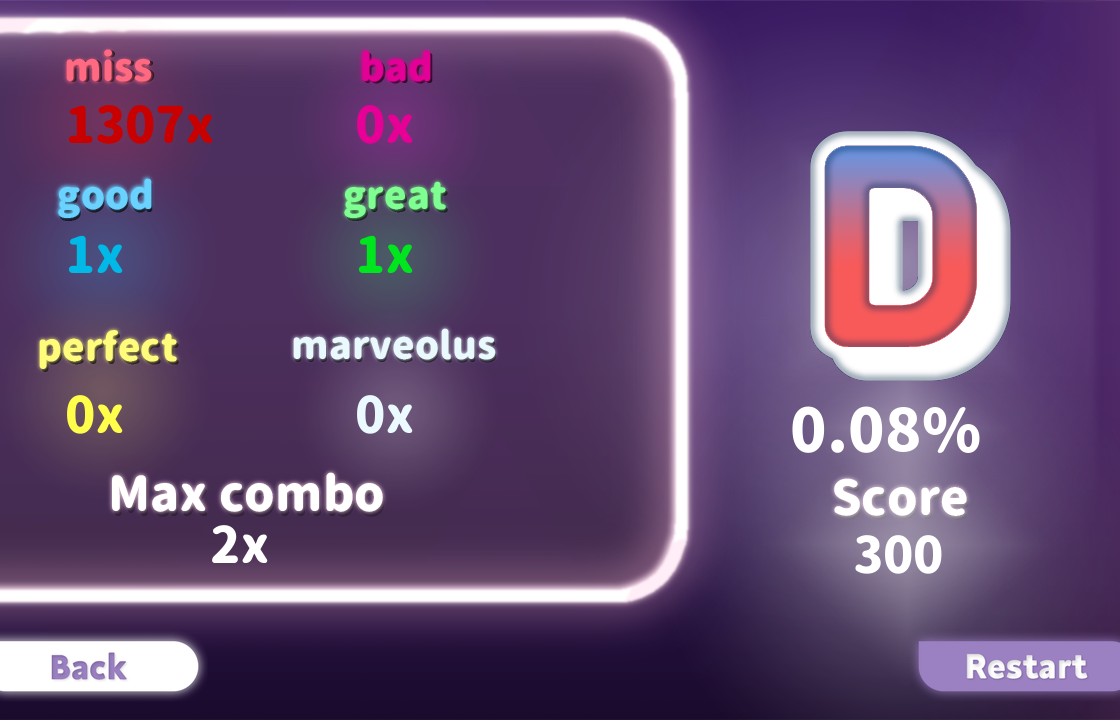 miss bad
1307x 0x
good great
1x 1x
perfect marveolus
0x 0x
Max combo
2x
D
0.08%
Score
300
Back Restart